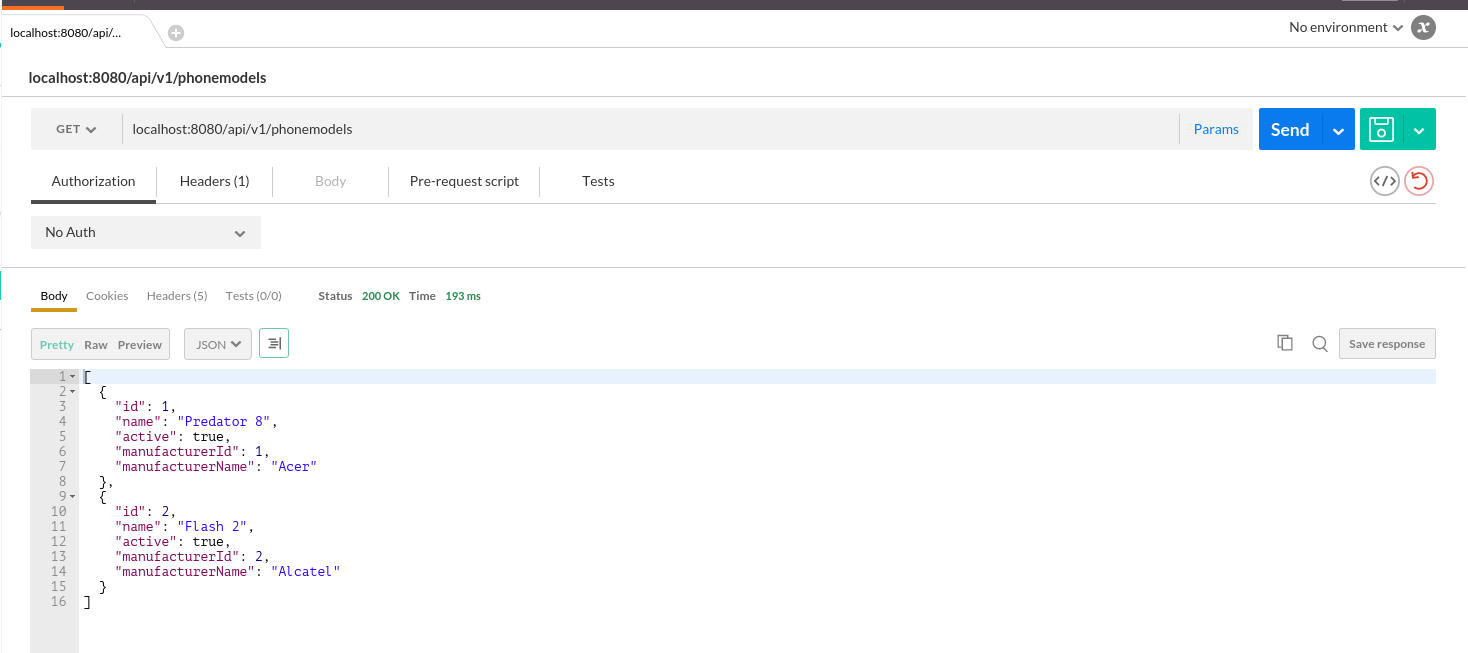 localhost:8080/api/...
No environment
localhost:8080/api/v1/phonemodels
GET localhost:8080/api/v1/phonemodels Params Send
Authorization Headers (1) Body Pre-request script Tests
No Auth
Body Cookies Headers (5) Tests (0/0) Status 200 OK Time 193 ms
Pretty Raw Preview JSON Save response
1 [
2 {
3 "id": 1,
4 "name": "Predator 8",
5 "active": true,
6 "manufacturerId": 1,
7 "manufacturerName": "Acer"
8 },
9 {
10 "id": 2,
11 "name": "Flash 2",
12 "active": true,
13 "manufacturerId": 2,
14 "manufacturerName": "Alcatel"
15 }
16 ]